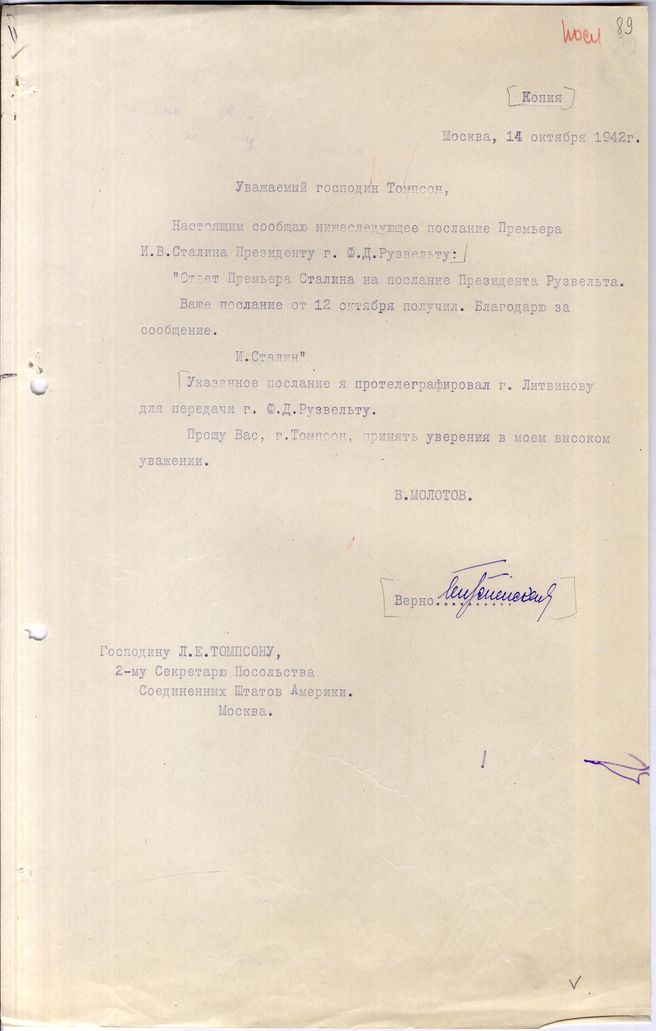 посл 89
[Копия]
Москва, 14 октября 1942г.
Уважаемый господин Томпсон,
Настоящим сообщаю нижеследующее послание Премьера
И.В.Сталина Президенту г. Ф.Д.Рузвельту:
"Ответ Премьера Сталина на послание Президента Рузвельта.
Ваше послание от 12 октября получил. Благодарю за
сообщение.
И.Сталин"
Указанное послание я протелеграфировал г. Литвинову
для передачи г. Ф.Д.Рузвельту.
Прошу Вас, г.Томпсон, принять уверения в моем высоком
уважении.
В.МОЛОТОВ.
Верно..........
Господину Л.Е.ТОМПСОНУ,
2-му Секретарю Посольства
Соединенных Штатов Америки.
Москва.